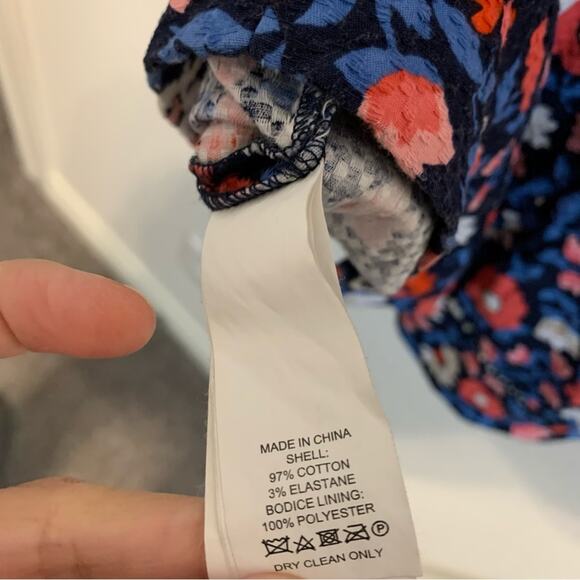 MADE IN CHINA
SHELL:
97% COTTON
3% ELASTANE
BODICE LINING:
100% POLYESTER
P
DRY CLEAN ONLY